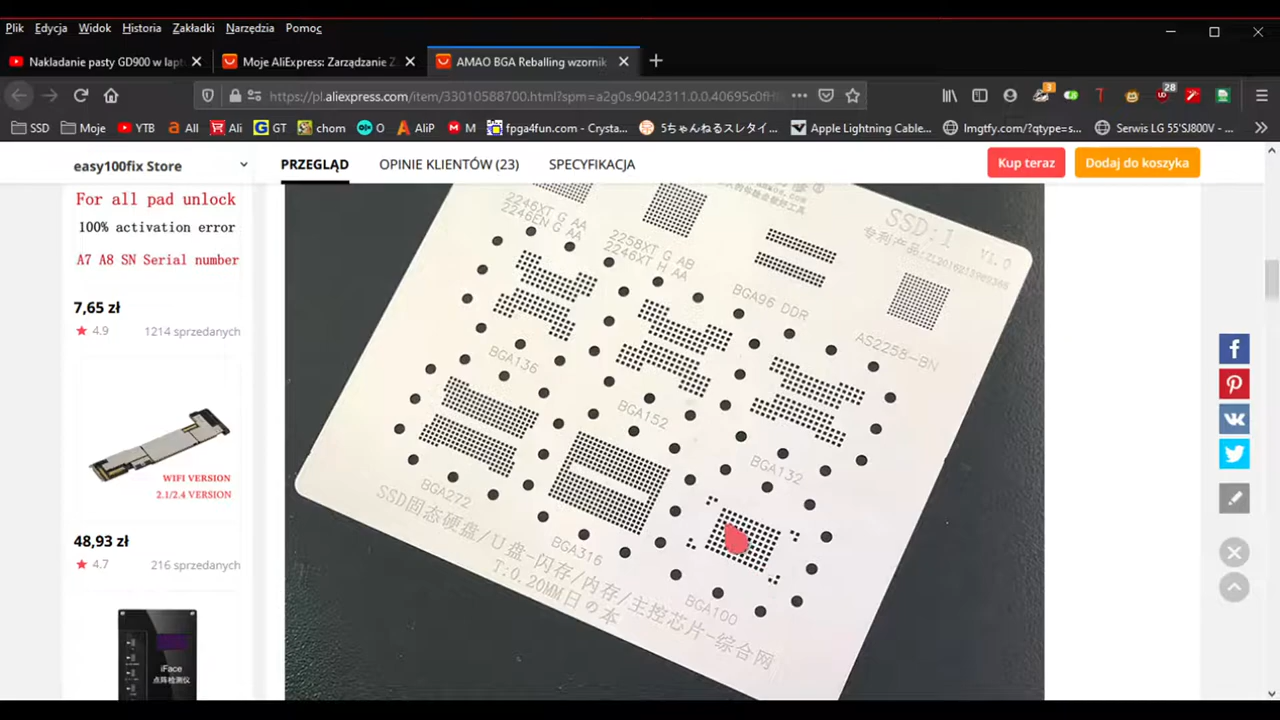 Plik Edycja Widok Historia Zakładki Narzędzia Pomoc
Nakładanie pasty GD900 w lapt
Moje AliExpress: Zarządzanie Z
AMAO BGA Reballing wzornik
https://pl.aliexpress.com/item/33010588700.html?spm=a2g0s.9042311.0.0.40695c0fH
3
28
SSD Moje YTB All Ali GT chom O AliP M fpga4fun.com - Crysta... 5ちゃんねるスレタイ... Apple Lightning Cable... lmgtfy.com/?qtype=s... Serwis LG 55'SJ800V - ...
easy100fix Store
PRZEGLĄD OPINIE KLIENTÓW (23) SPECYFIKACJA
Kup teraz Dodaj do koszyka
For all pad unlock
100% activation error
A7 A8 SN Serial number
7,65 zł
4.9 1214 sprzedanych
WIFI VERSION
2.1/2.4 VERSION
48,93 zł
4.7 216 sprzedanych
iFace
点阵检测仪
2246XT G AA
2246EN G AA
2258XT G AB
2246XT H AA
SSD:1 V1.0
BGA96 DDR
AS2258-BN
BGA136
BGA152
BGA132
BGA272
BGA316
BGA100
SSD固态硬盘/U盘-闪存/内存/主控芯片-综合网
T:0.20MM日の本